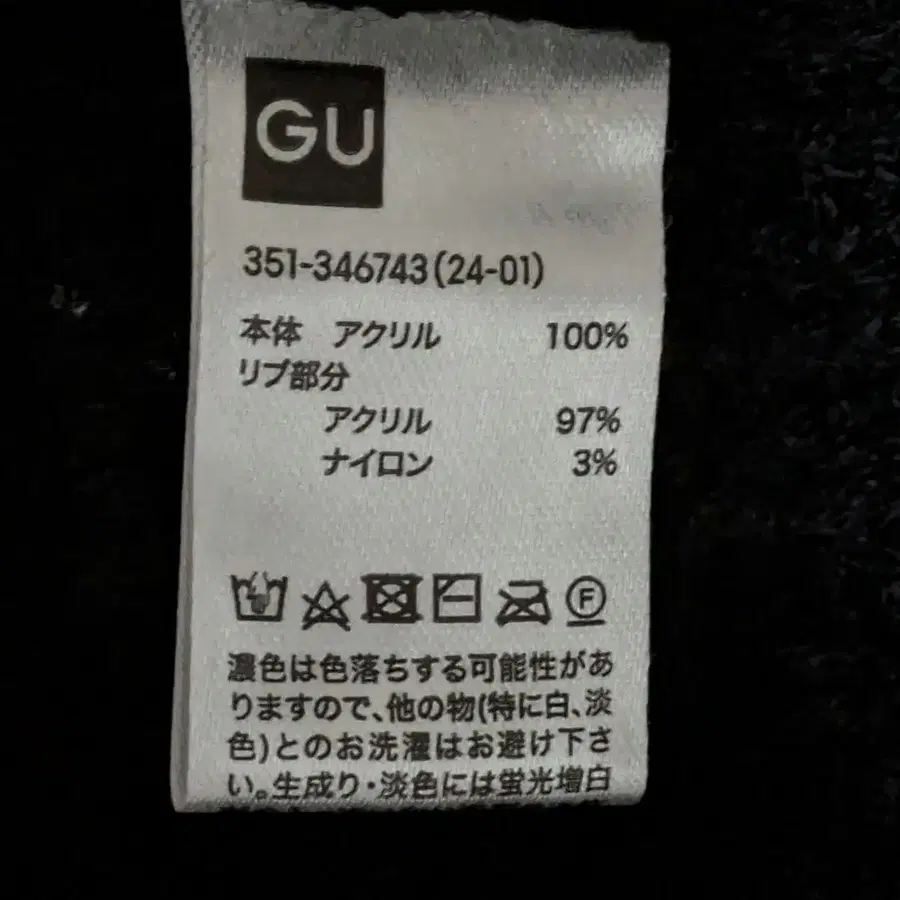 GU
351-346743(24-01)
本体 アクリル 100%
リブ部分
アクリル 97%
ナイロン 3%
F
濃色は色落ちする可能性があ
りますので、他の物(特に白、淡
色)とのお洗濯はお避け下さ
い。生成り・淡色には蛍光増白